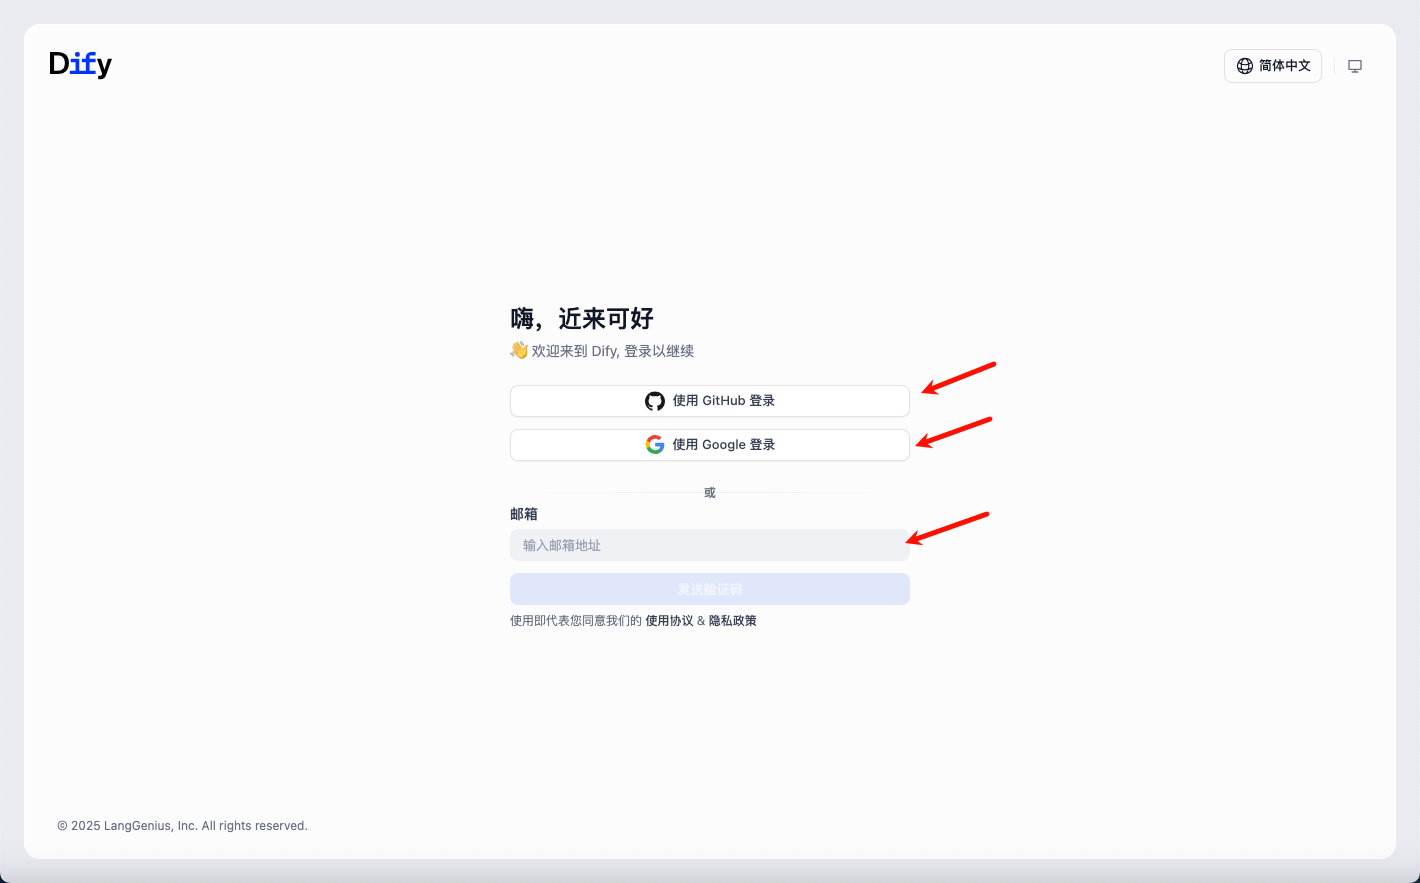 Dify
简体中文
嗨，近来可好
👋 欢迎来到 Dify, 登录以继续
使用 GitHub 登录
使用 Google 登录
或
邮箱
输入邮箱地址
发送验证码
使用即代表您同意我们的 使用协议 & 隐私政策
© 2025 LangGenius, Inc. All rights reserved.